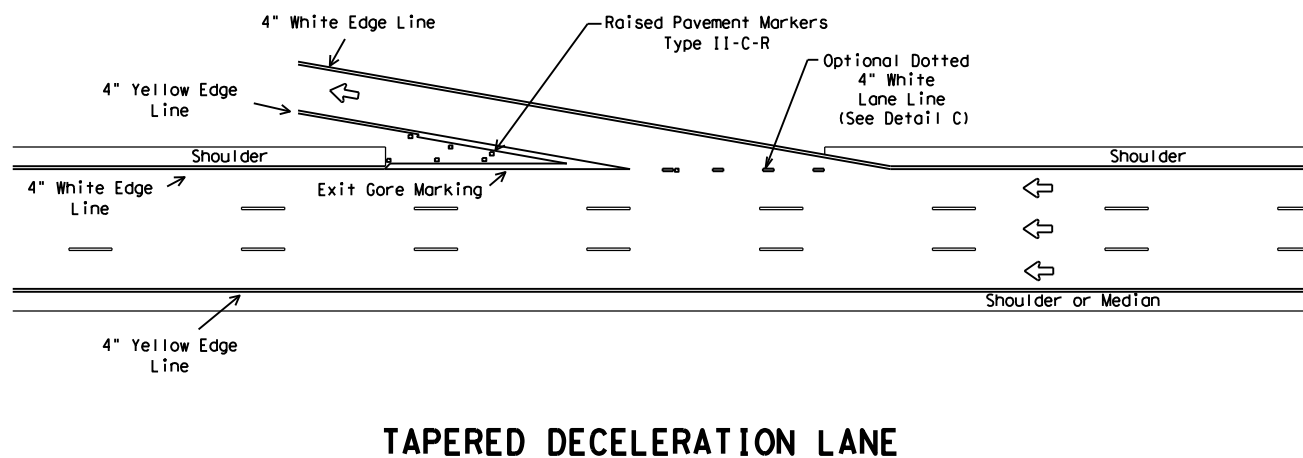 4" White Edge Line
Raised Pavement Markers
Type II-C-R
Optional Dotted
4" White
Lane Line
(See Detail C)
4" Yellow Edge
Line
Shoulder
Shoulder
4" White Edge
Line
Exit Gore Marking
Shoulder or Median
4" Yellow Edge
Line
TAPERED DECELERATION LANE